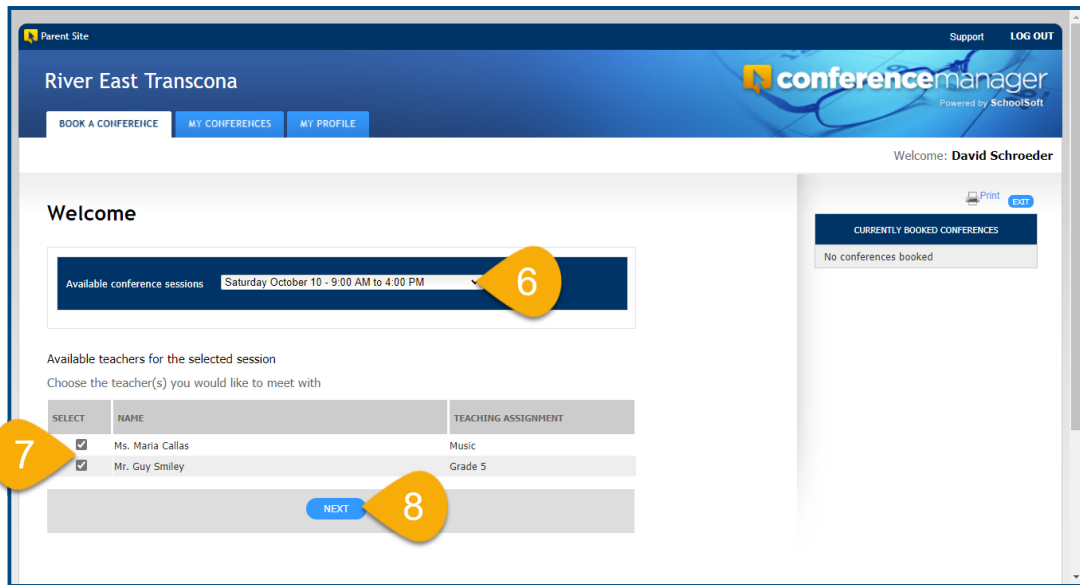 Parent Site
Support LOG OUT
River East Transcona
conferencemanager
Powered by SchoolSoft
BOOK A CONFERENCE MY CONFERENCES MY PROFILE
Welcome: David Schroeder
Print EXIT
Welcome
CURRENTLY BOOKED CONFERENCES
No conferences booked
Available conference sessions Saturday October 10 - 9:00 AM to 4:00 PM 6
Available teachers for the selected session
Choose the teacher(s) you would like to meet with
SELECT NAME TEACHING ASSIGNMENT
7
Ms. Maria Callas Music
Mr. Guy Smiley Grade 5
NEXT 8